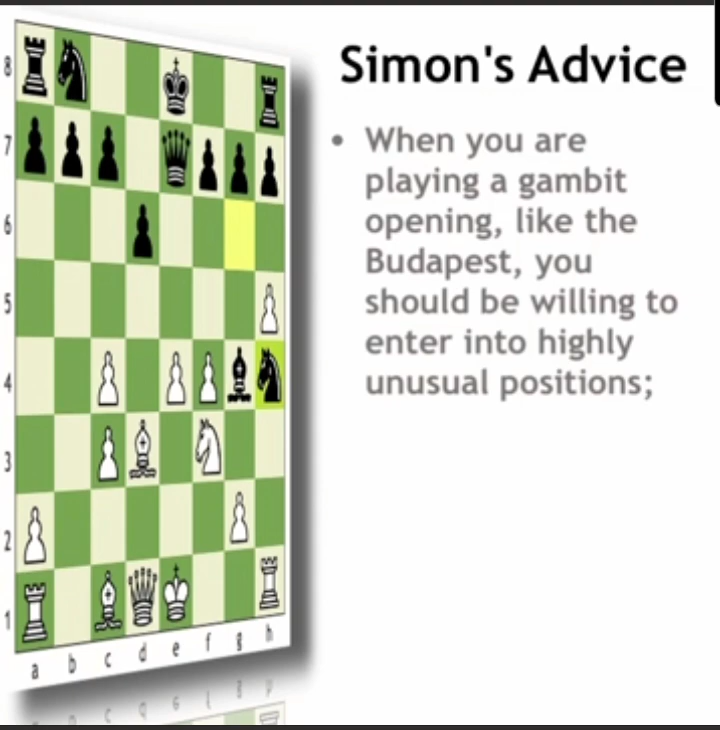 Simon's Advice
• When you are
playing a gambit
opening, like the
Budapest, you
should be willing to
enter into highly
unusual positions;
8
7
6
5
4
3
2
1
a b c d e f g h